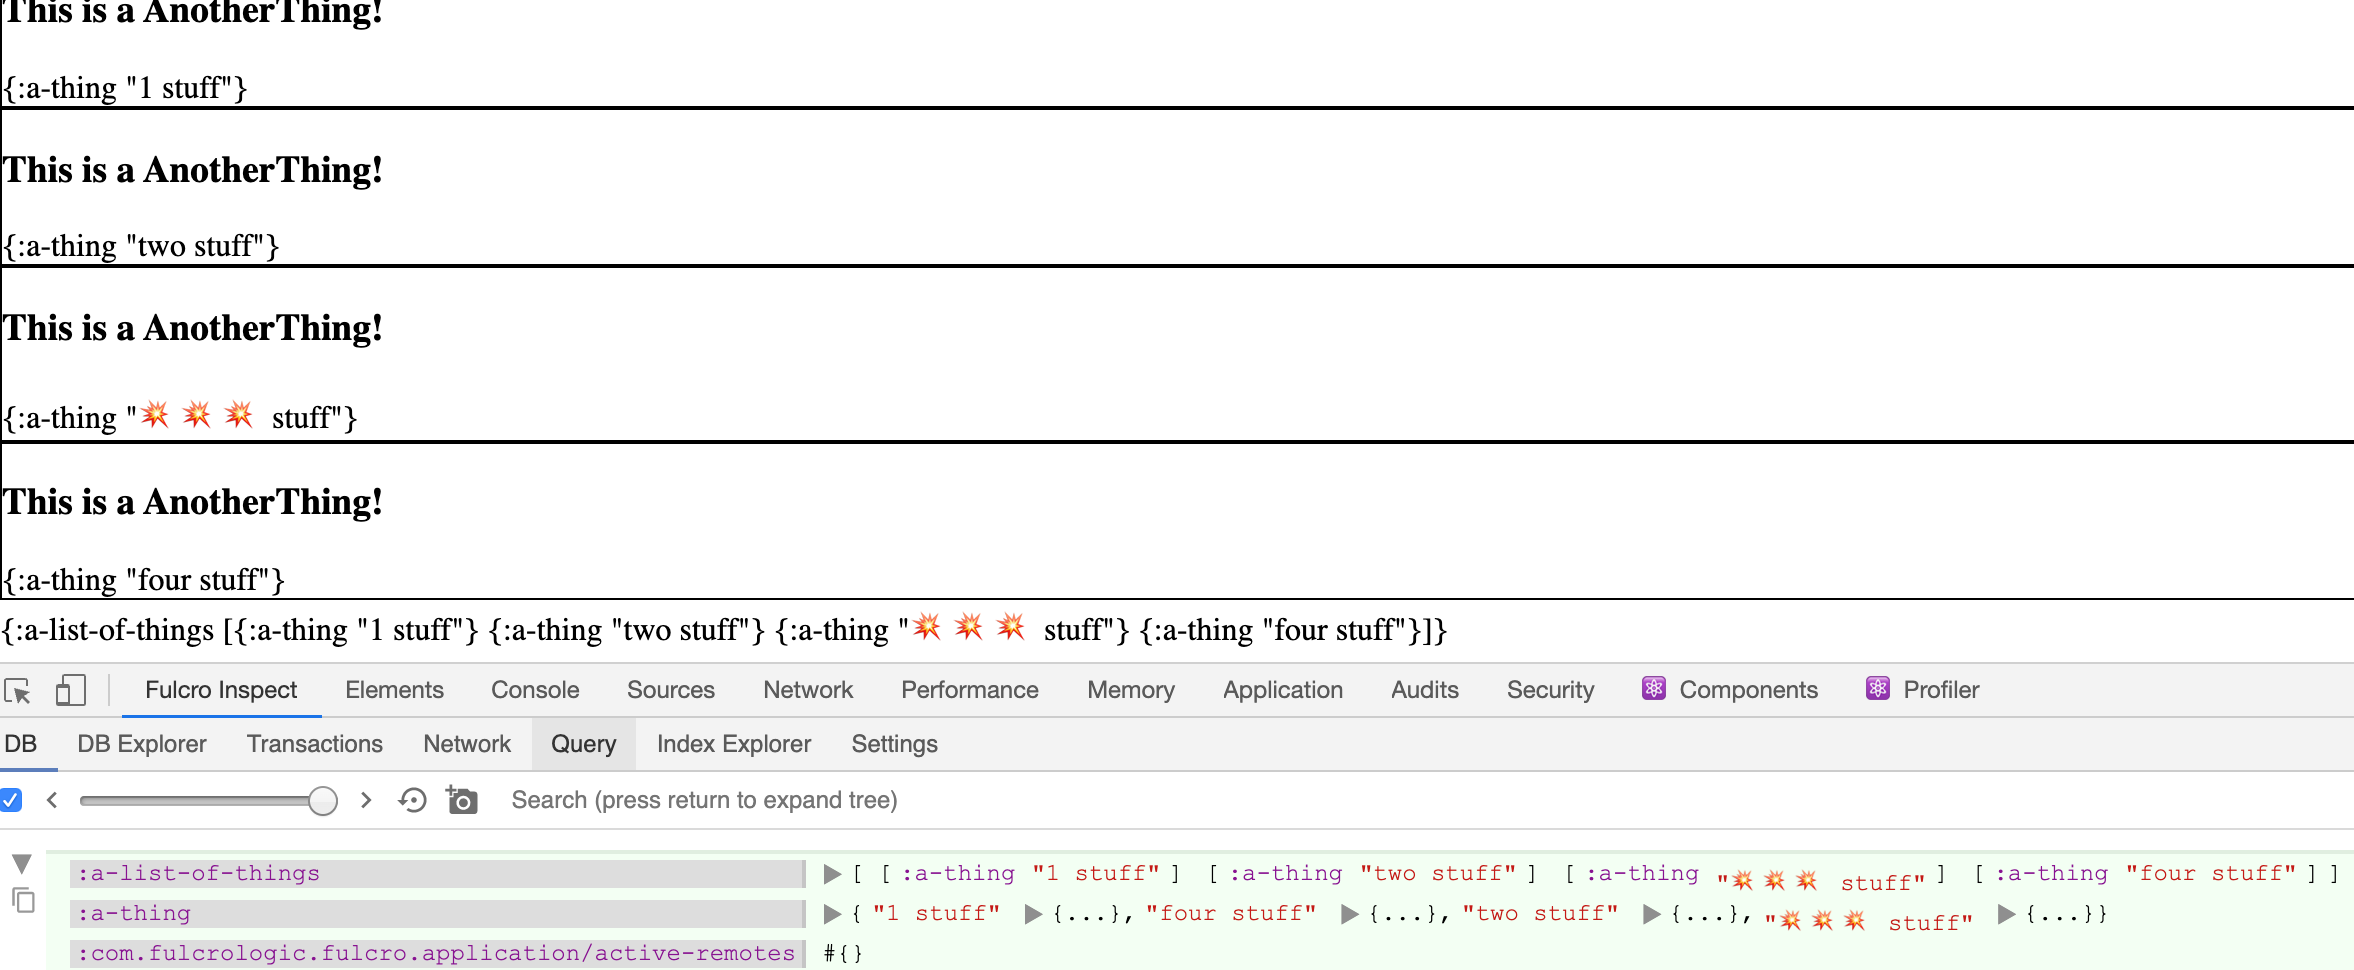 This is a AnotherThing!
{:a-thing "1 stuff"}
This is a AnotherThing!
{:a-thing "two stuff"}
This is a AnotherThing!
{:a-thing "💥💥💥 stuff"}
This is a AnotherThing!
{:a-thing "four stuff"}
{:a-list-of-things [{:a-thing "1 stuff"} {:a-thing "two stuff"} {:a-thing "💥💥💥 stuff"} {:a-thing "four stuff"}]}
Fulcro Inspect Elements Console Sources Network Performance Memory Application Audits Security Components Profiler
DB DB Explorer Transactions Network Query Index Explorer Settings
Search (press return to expand tree)
:a-list-of-things ▶[ [:a-thing "1 stuff"] [:a-thing "two stuff"] [:a-thing "💥💥💥 stuff"] [:a-thing "four stuff"]]
:a-thing ▶{"1 stuff" ▶{...}, "four stuff" ▶{...}, "two stuff" ▶{...}, "💥💥💥 stuff" ▶{...}}
:com.fulcrologic.fulcro.application/active-remotes #{}